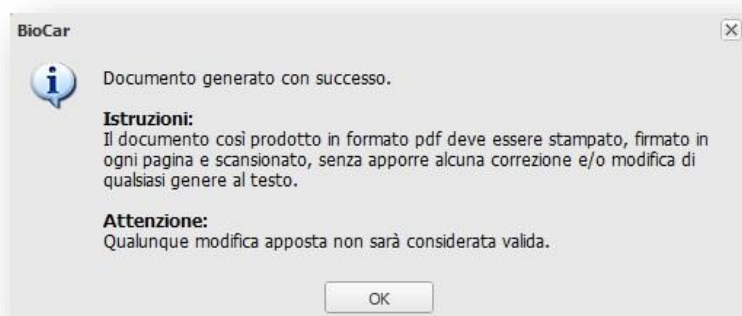 BioCar
Documento generato con successo.
Istruzioni:
Il documento così prodotto in formato pdf deve essere stampato, firmato in
ogni pagina e scansionato, senza apporre alcuna correzione e/o modifica di
qualsiasi genere al testo.
Attenzione:
Qualunque modifica apposta non sarà considerata valida.
OK